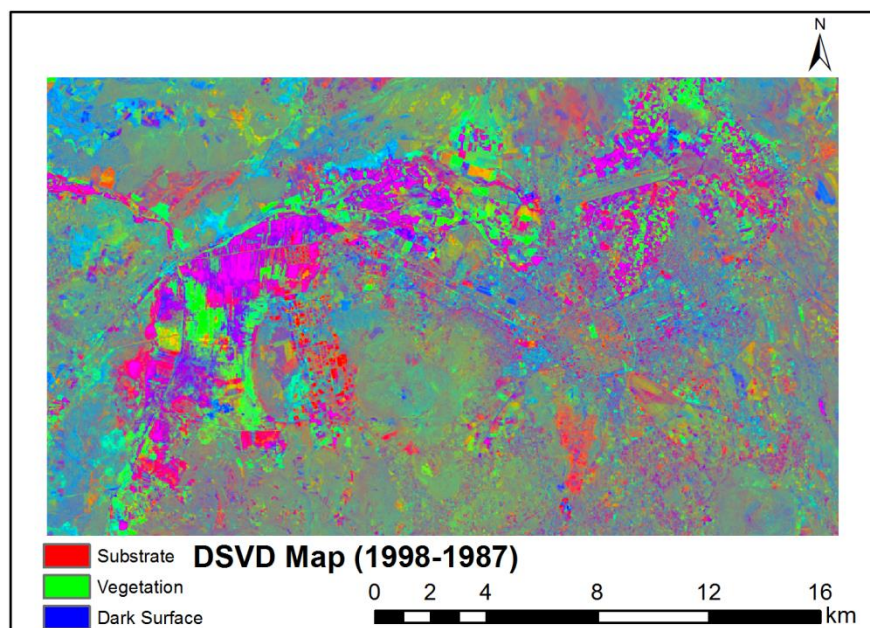 N
Substrate
DSVD Map (1998-1987)
Vegetation
Dark Surface
0 2 4 8 12 16
km